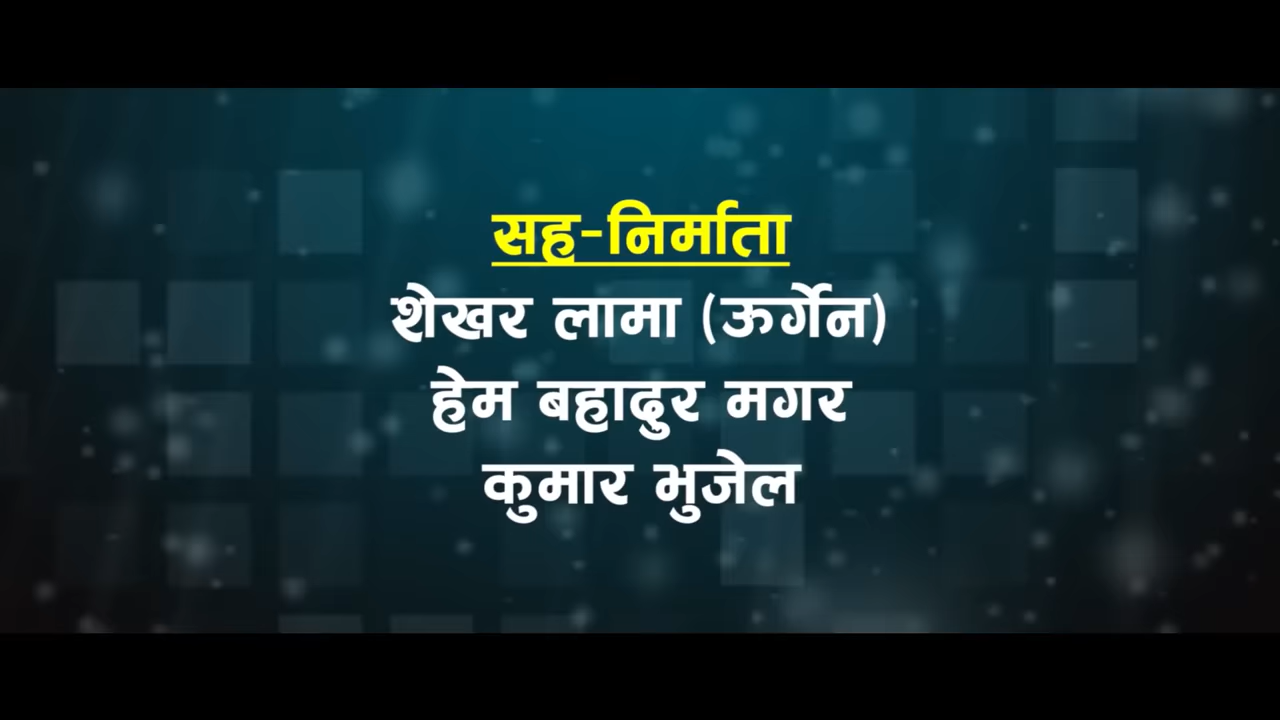 सह-निर्माता
शेखर लामा (ऊर्गेन)
हेम बहादुर मगर
कुमार भुजेल